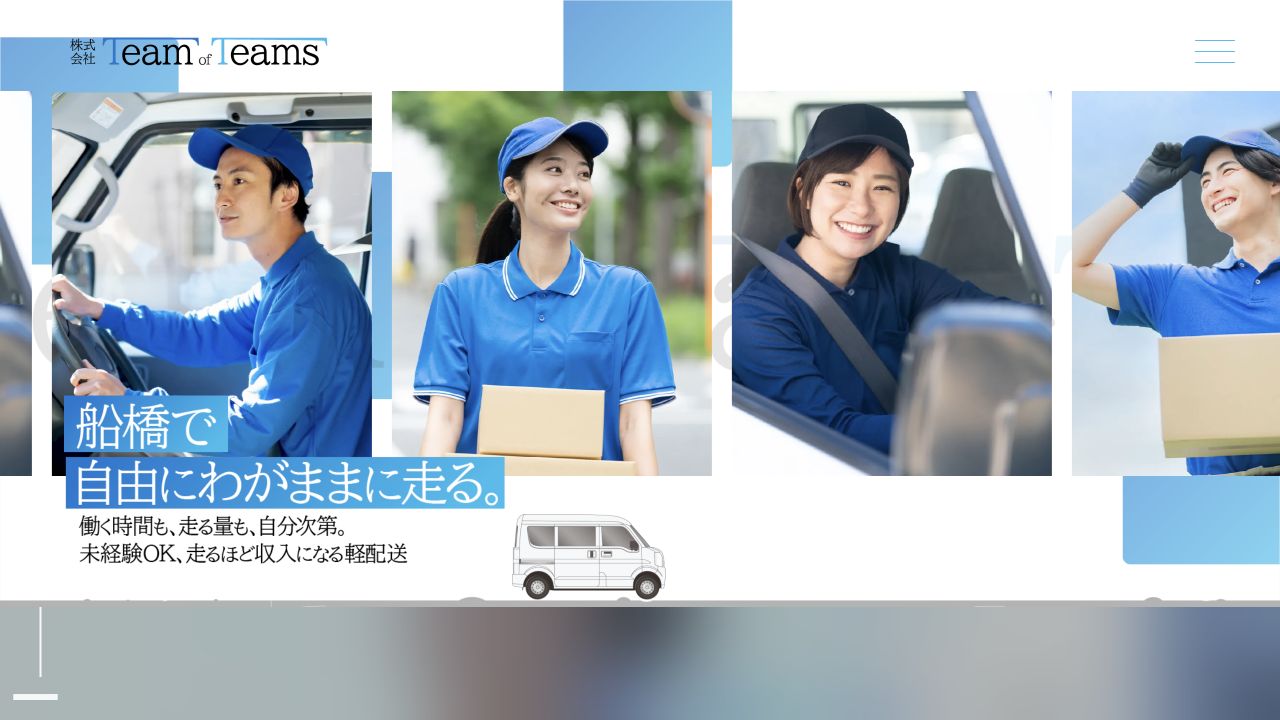 株式会社 Team of Teams
船橋で
自由にわがままに走る。
働く時間も、走る量も、自分次第。
未経験OK、走るほど収入になる軽配送